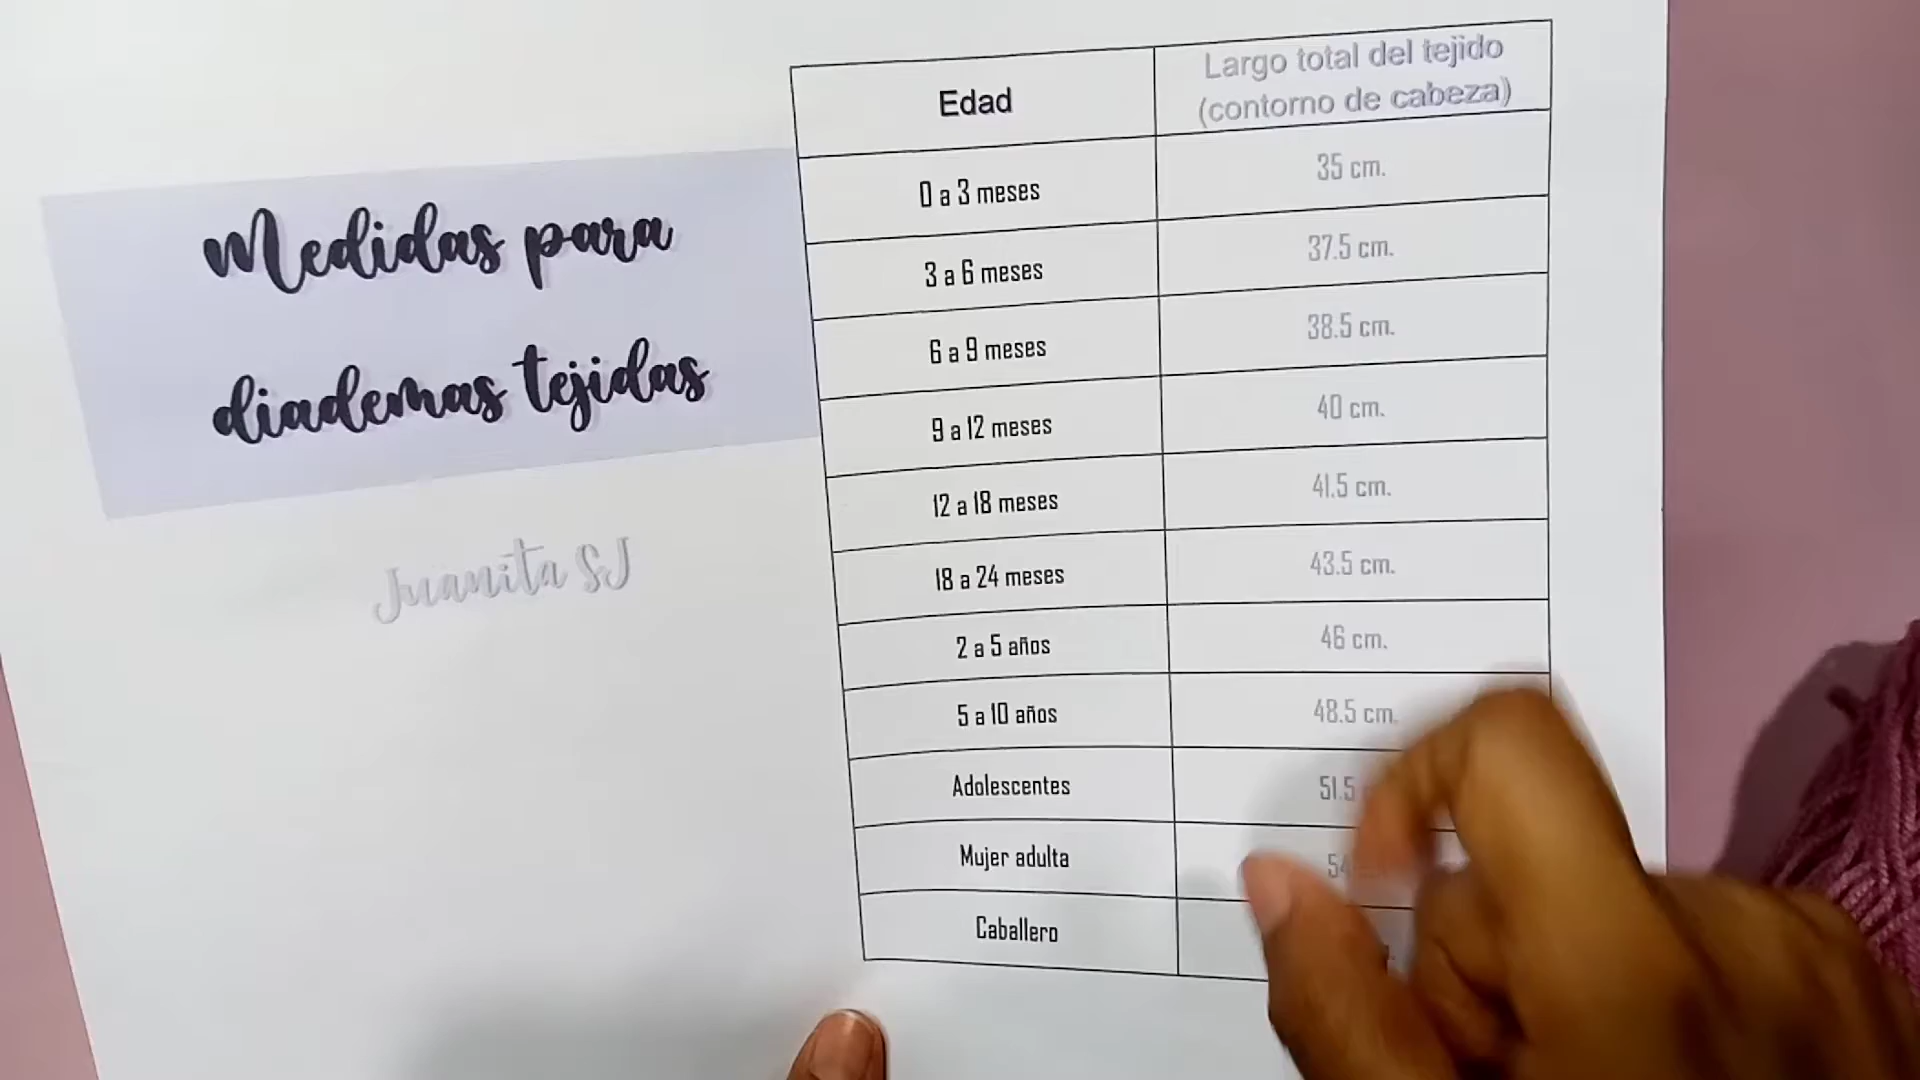 Medidas para
diademas tejidas
Juanita SJ
Edad
Largo total del tejido
(contorno de cabeza)
0 a 3 meses
35 cm.
3 a 6 meses
37.5 cm.
6 a 9 meses
38.5 cm.
9 a 12 meses
40 cm.
12 a 18 meses
41.5 cm.
18 a 24 meses
43.5 cm.
2 a 5 años
46 cm.
5 a 10 años
48.5 cm.
Adolescentes
51.5
Mujer adulta
Caballero